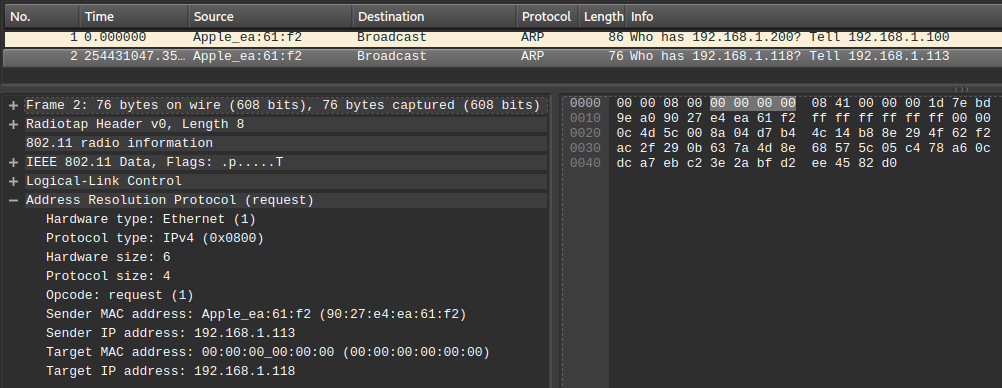 No. Time Source Destination Protocol Length Info
1 0.000000 Apple_ea:61:f2 Broadcast ARP 86 Who has 192.168.1.200? Tell 192.168.1.100
2 254431047.35… Apple_ea:61:f2 Broadcast ARP 76 Who has 192.168.1.118? Tell 192.168.1.113
Frame 2: 76 bytes on wire (608 bits), 76 bytes captured (608 bits)
Radiotap Header v0, Length 8
802.11 radio information
IEEE 802.11 Data, Flags: .p.....T
Logical-Link Control
Address Resolution Protocol (request)
Hardware type: Ethernet (1)
Protocol type: IPv4 (0x0800)
Hardware size: 6
Protocol size: 4
Opcode: request (1)
Sender MAC address: Apple_ea:61:f2 (90:27:e4:ea:61:f2)
Sender IP address: 192.168.1.113
Target MAC address: 00:00:00_00:00:00 (00:00:00:00:00:00)
Target IP address: 192.168.1.118
0000 00 00 08 00 00 00 00 00 08 41 00 00 00 1d 7e bd
0010 9e a0 90 27 e4 ea 61 f2 ff ff ff ff ff ff 00 00
0020 0c 4d 5c 00 8a 04 d7 b4 4c 14 b8 8e 29 4f 62 f2
0030 ac 2f 29 0b 63 7a 4d 8e 68 57 5c 05 c4 78 a6 0c
0040 dc a7 eb c2 3e 2a bf d2 ee 45 82 d0